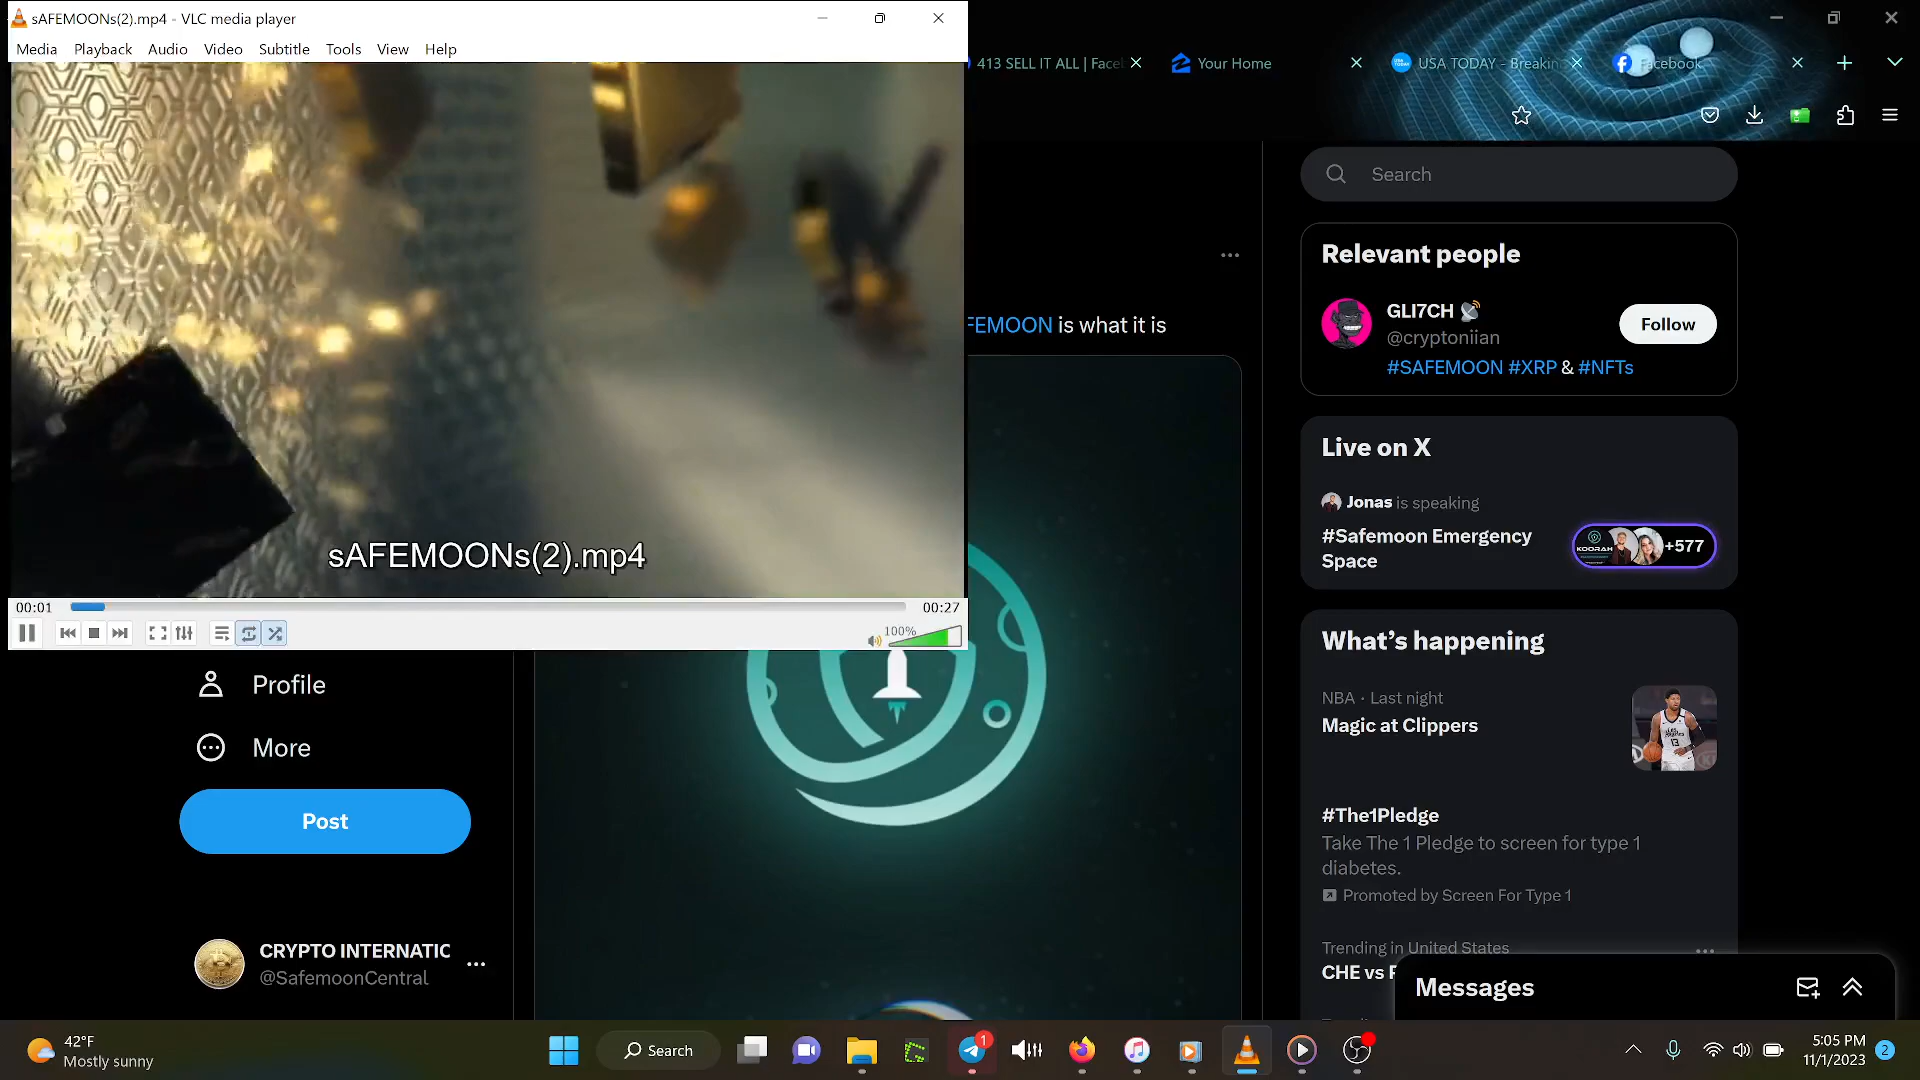 sAFEMOONs(2).mp4 - VLC media player
Media Playback Audio Video Subtitle Tools View Help
413 SELL IT ALL | Face
Your Home
USA TODAY - Breakin
Facebook
sAFEMOONs(2).mp4
00:01
00:27
100%
FEMOON is what it is
Profile
More
Post
CRYPTO INTERNATIC
@SafemoonCentral
Search
Relevant people
GLI7CH
@cryptoniian
Follow
#SAFEMOON #XRP & #NFTs
Live on X
Jonas is speaking
#Safemoon Emergency
Space
KOORAH
+577
What's happening
NBA · Last night
Magic at Clippers
#The1Pledge
Take The 1 Pledge to screen for type 1
diabetes.
Promoted by Screen For Type 1
Trending in United States
CHE vs
Messages
42°F
Mostly sunny
Search
1
5:05 PM
11/1/2023
2